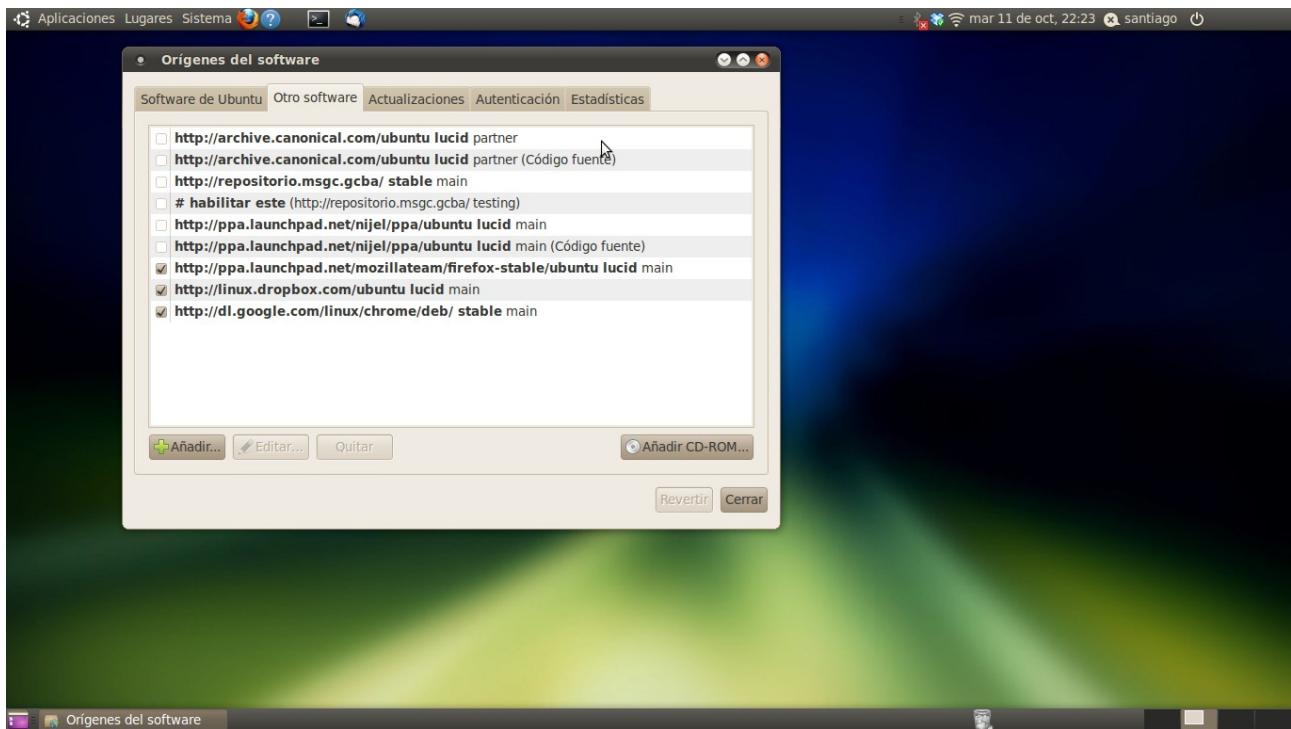 Aplicaciones Lugares Sistema mar 11 de oct, 22:23 santiago
Orígenes del software
Software de Ubuntu Otro software Actualizaciones Autenticación Estadísticas
http://archive.canonical.com/ubuntu lucid partner
http://archive.canonical.com/ubuntu lucid partner (Código fuente)
http://repositorio.msgc.gcba/ stable main
# habilitar este (http://repositorio.msgc.gcba/ testing)
http://ppa.launchpad.net/nijel/ppa/ubuntu lucid main
http://ppa.launchpad.net/nijel/ppa/ubuntu lucid main (Código fuente)
http://ppa.launchpad.net/mozillateam/firefox-stable/ubuntu lucid main
http://linux.dropbox.com/ubuntu lucid main
http://dl.google.com/linux/chrome/deb/ stable main
Añadir... Editar... Quitar Añadir CD-ROM...
Revertir Cerrar
Orígenes del software